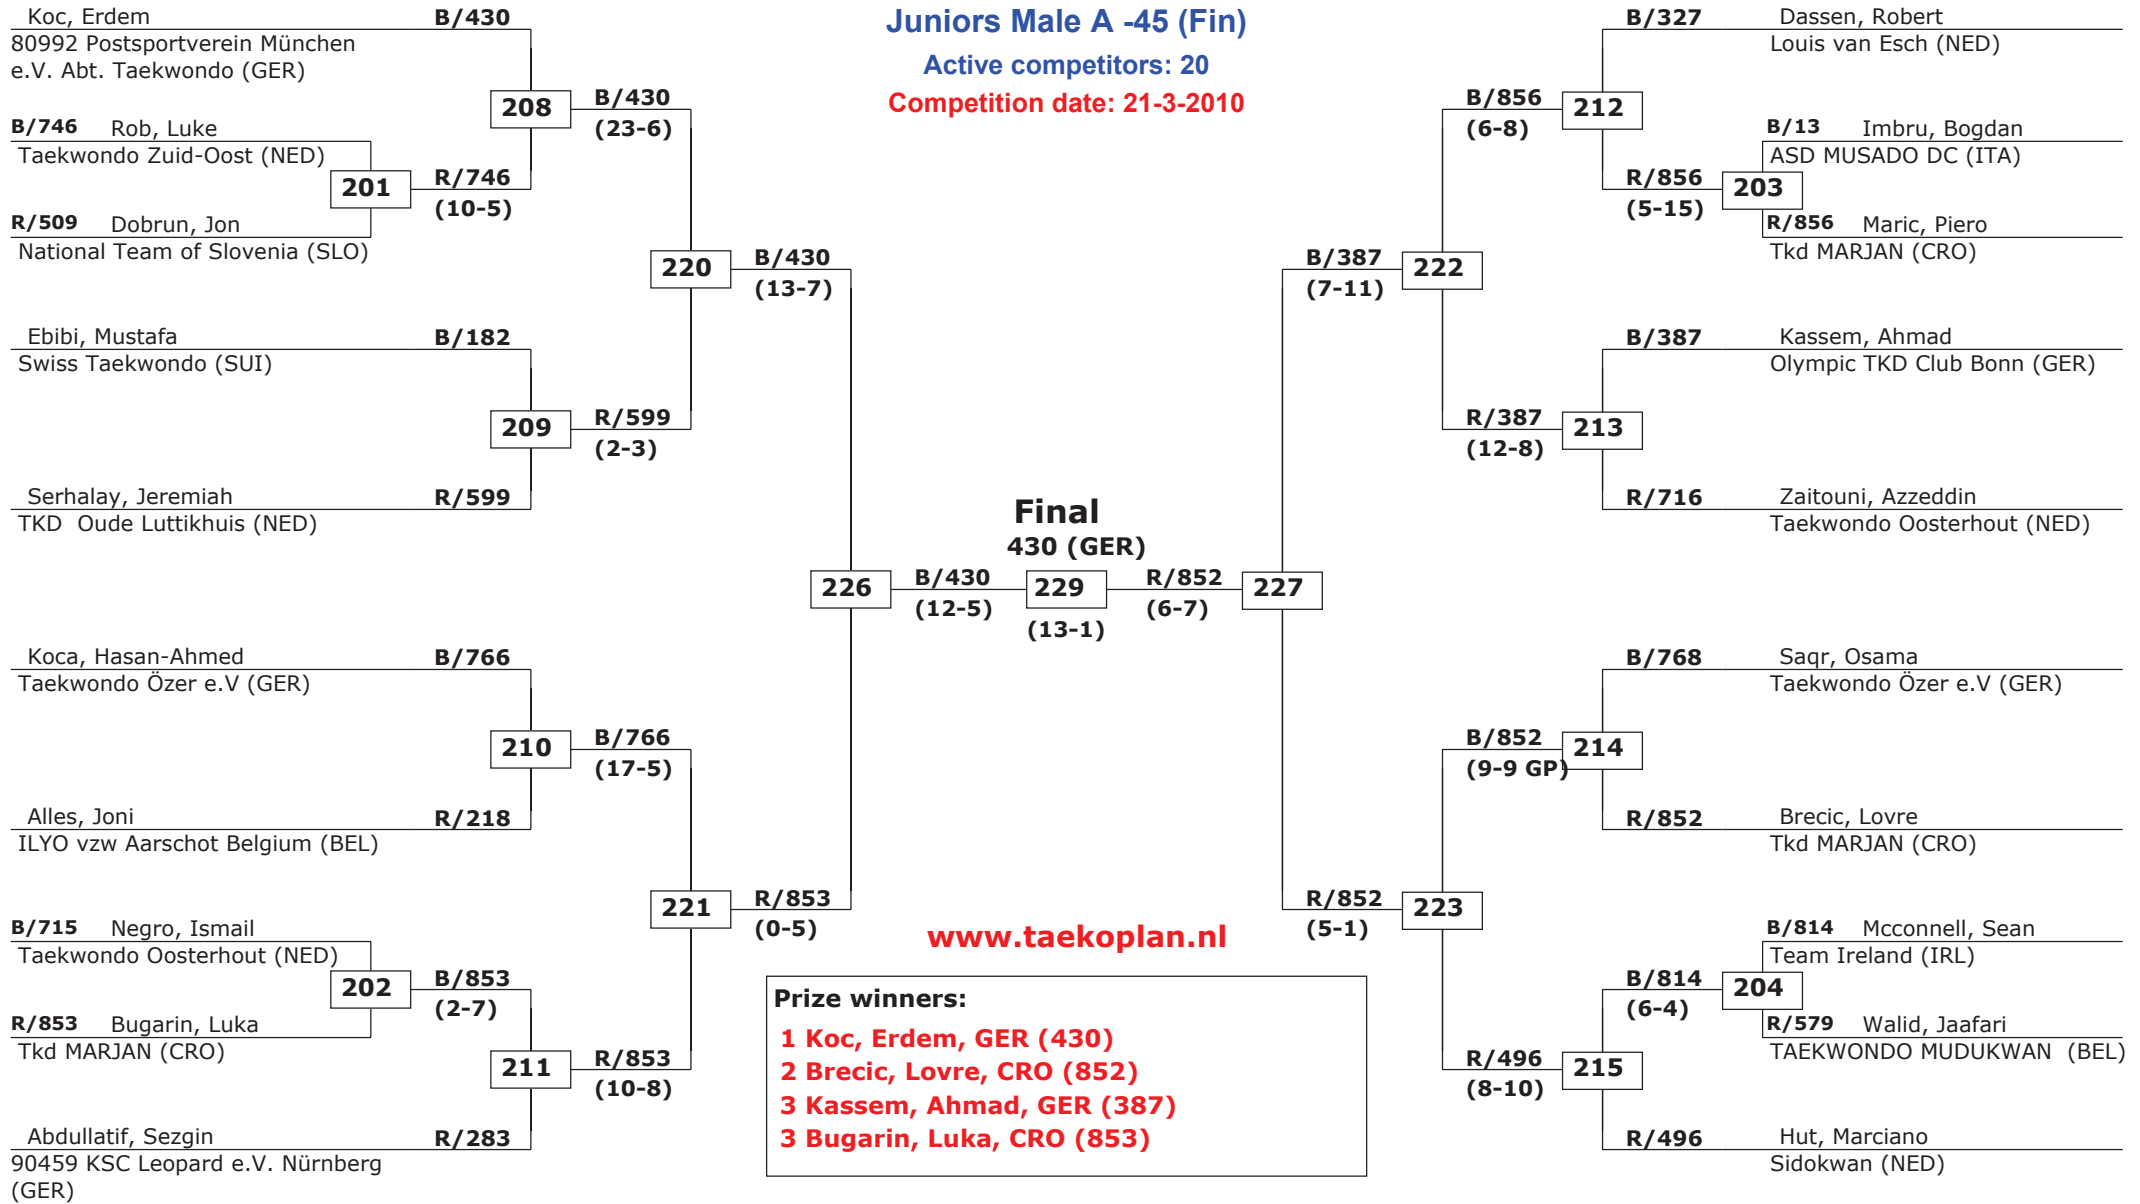 Juniors Male A -45 (Fin)
Active competitors: 20
Competition date: 21-3-2010
Koc, Erdem B/430
80992 Postsportverein München
e.V. Abt. Taekwondo (GER)
B/746 Rob, Luke
Taekwondo Zuid-Oost (NED)
201
R/746
(10-5)
R/509 Dobrun, Jon
National Team of Slovenia (SLO)
208
B/430
(23-6)
Ebibi, Mustafa B/182
Swiss Taekwondo (SUI)
209
R/599
(2-3)
Serhalay, Jeremiah R/599
TKD Oude Luttikhuis (NED)
220
B/430
(13-7)
Koca, Hasan-Ahmed B/766
Taekwondo Özer e.V (GER)
210
B/766
(17-5)
Alles, Joni R/218
ILYO vzw Aarschot Belgium (BEL)
221
R/853
(0-5)
B/715 Negro, Ismail
Taekwondo Oosterhout (NED)
202
B/853
(2-7)
R/853 Bugarin, Luka
Tkd MARJAN (CRO)
211
R/853
(10-8)
Abdullatif, Sezgin R/283
90459 KSC Leopard e.V. Nürnberg
(GER)
226
B/430
(12-5)
Final
430 (GER)
229
(13-1)
R/852
(6-7)
227
B/327 Dassen, Robert
Louis van Esch (NED)
B/856
(6-8)
212
B/13 Imbru, Bogdan
ASD MUSADO DC (ITA)
R/856
(5-15)
203
R/856 Maric, Piero
Tkd MARJAN (CRO)
B/387
(7-11)
222
B/387 Kassem, Ahmad
Olympic TKD Club Bonn (GER)
R/387
(12-8)
213
R/716 Zaitouni, Azzeddin
Taekwondo Oosterhout (NED)
B/768 Saqr, Osama
Taekwondo Özer e.V (GER)
B/852
(9-9 GP)
214
R/852 Brecic, Lovre
Tkd MARJAN (CRO)
R/852
(5-1)
223
B/814 Mcconnell, Sean
Team Ireland (IRL)
B/814
(6-4)
204
R/579 Walid, Jaafari
TAEKWONDO MUDUKWAN (BEL)
R/496
(8-10)
215
R/496 Hut, Marciano
Sidokwan (NED)
www.taekoplan.nl
Prize winners:
1 Koc, Erdem, GER (430)
2 Brecic, Lovre, CRO (852)
3 Kassem, Ahmad, GER (387)
3 Bugarin, Luka, CRO (853)